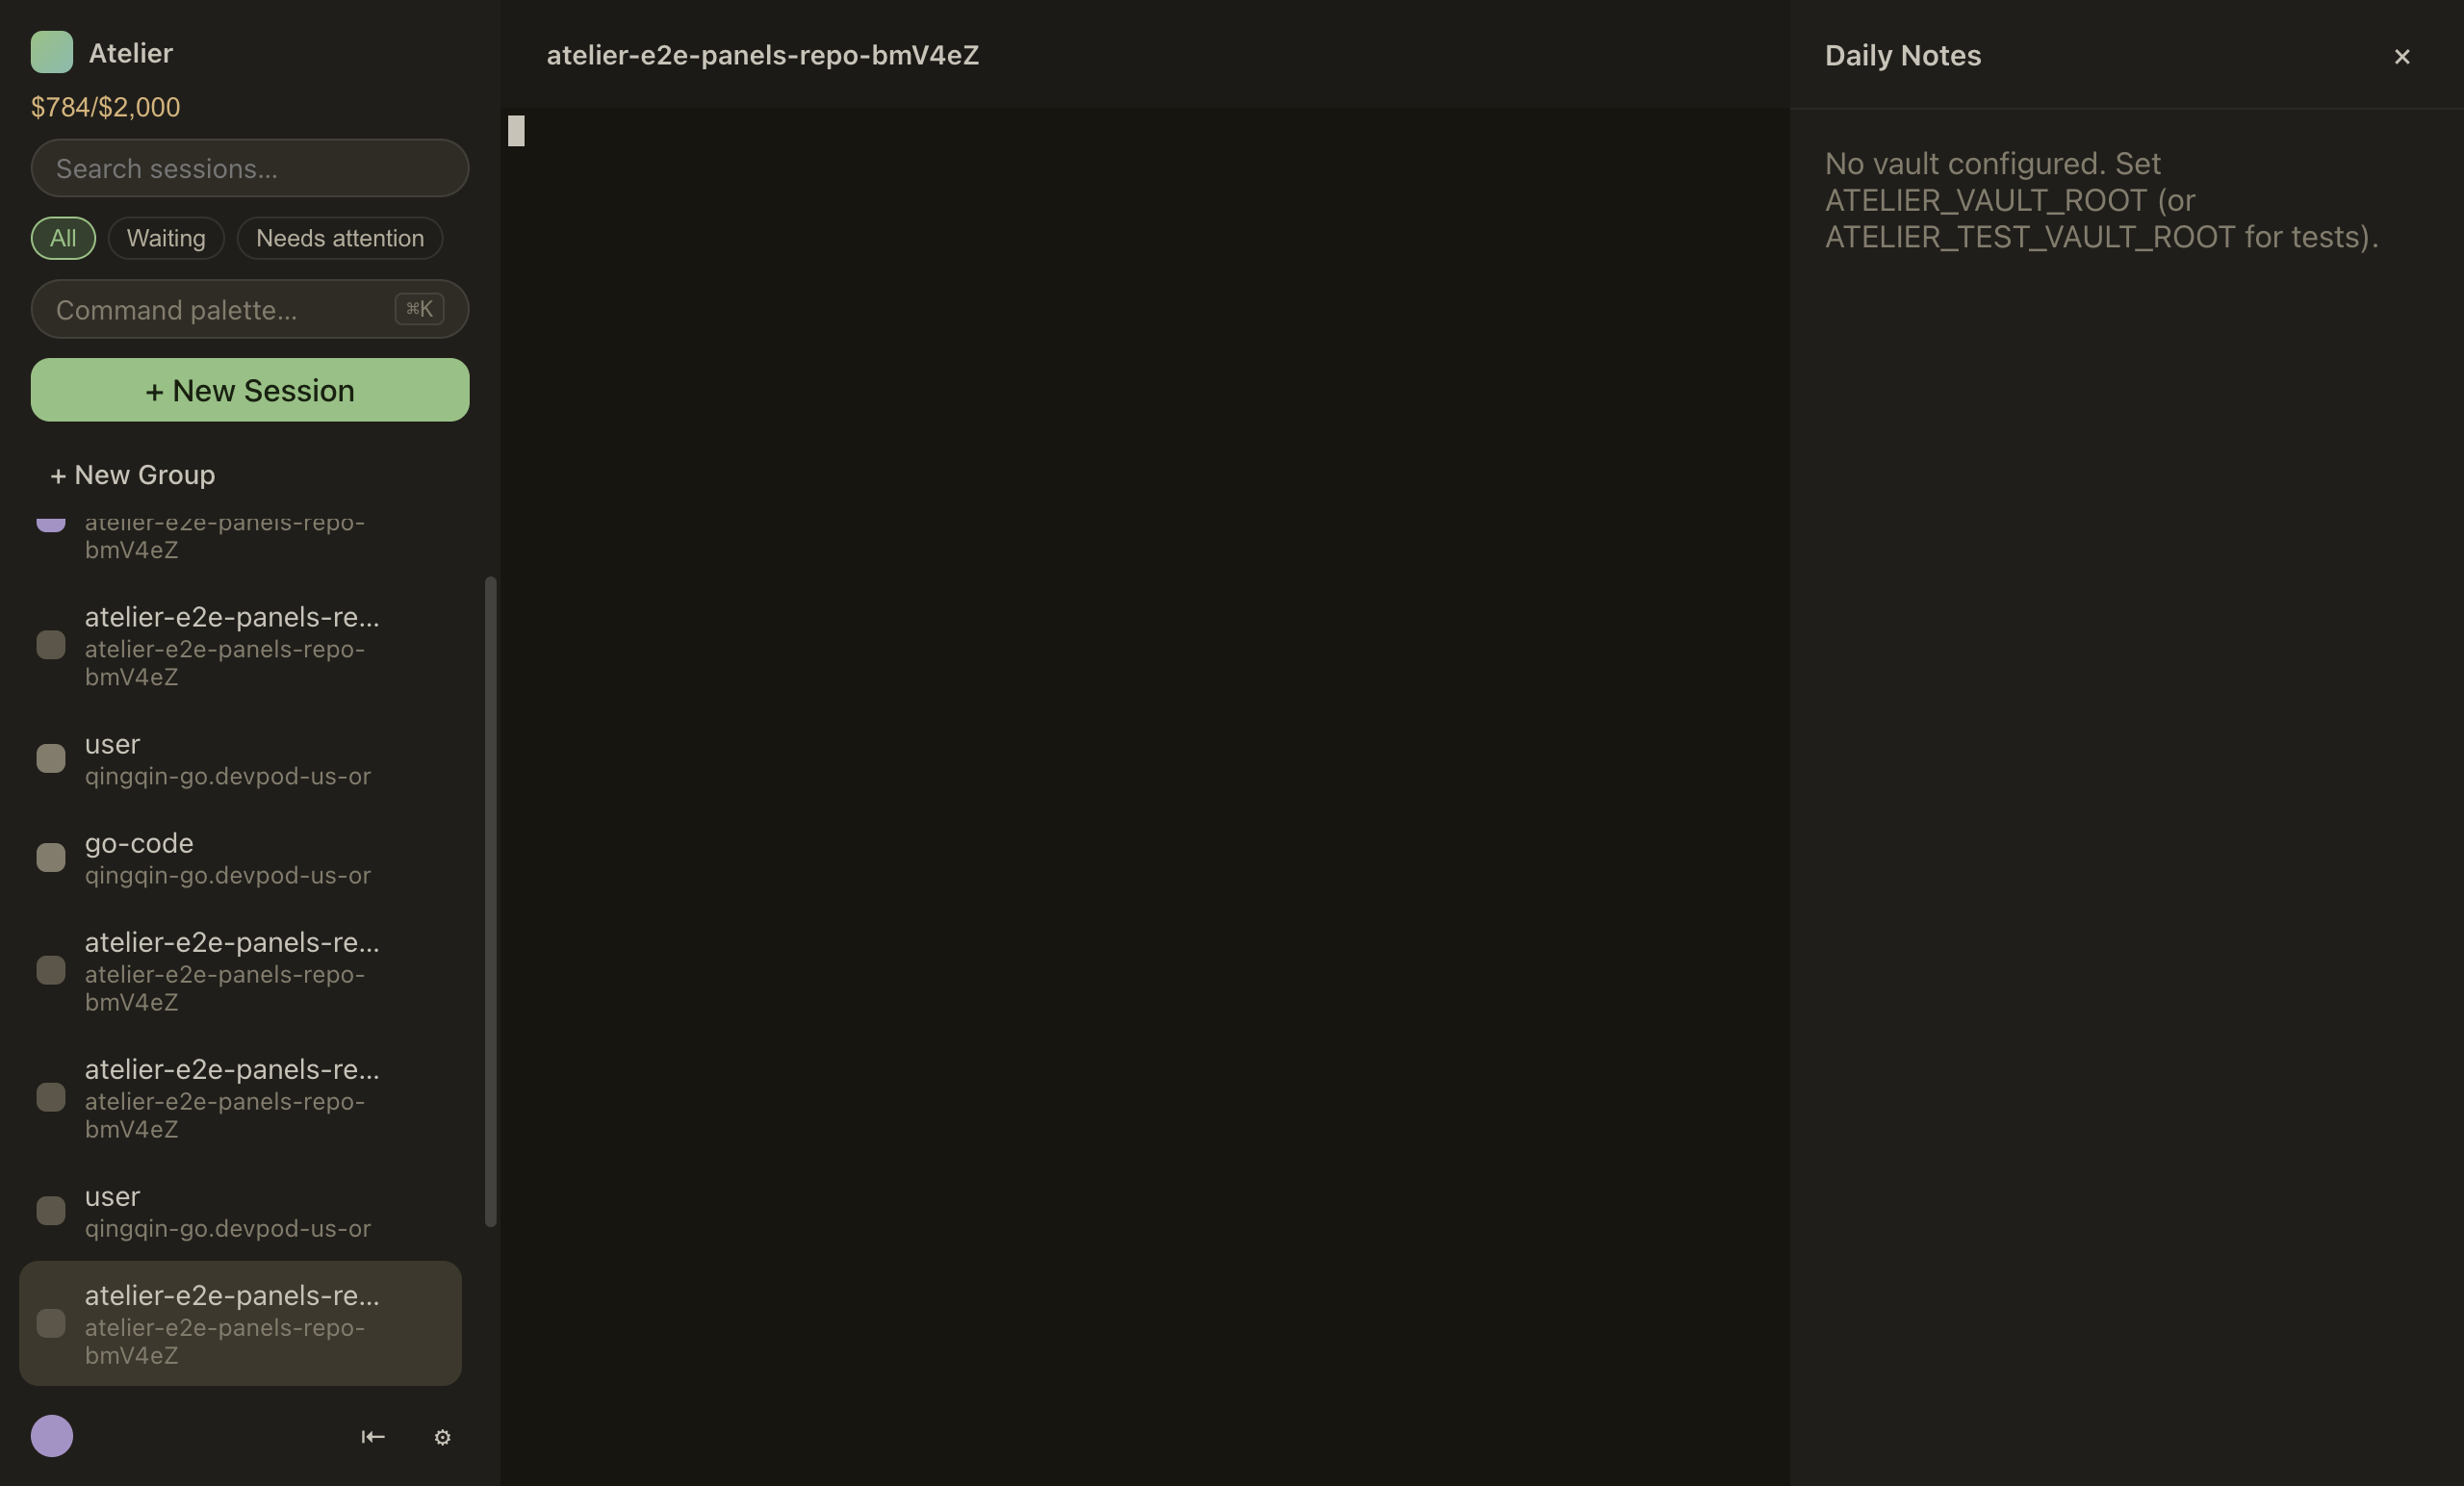 Atelier
$784/$2,000
Search sessions...
All
Waiting
Needs attention
Command palette...
⌘K
+ New Session
+ New Group
atelier-e2e-panels-repo-
bmV4eZ
atelier-e2e-panels-re...
atelier-e2e-panels-repo-
bmV4eZ
user
qingqin-go.devpod-us-or
go-code
qingqin-go.devpod-us-or
atelier-e2e-panels-re...
atelier-e2e-panels-repo-
bmV4eZ
atelier-e2e-panels-re...
atelier-e2e-panels-repo-
bmV4eZ
user
qingqin-go.devpod-us-or
atelier-e2e-panels-re...
atelier-e2e-panels-repo-
bmV4eZ
atelier-e2e-panels-repo-bmV4eZ
Daily Notes
×
No vault configured. Set
ATELIER_VAULT_ROOT (or
ATELIER_TEST_VAULT_ROOT for tests).